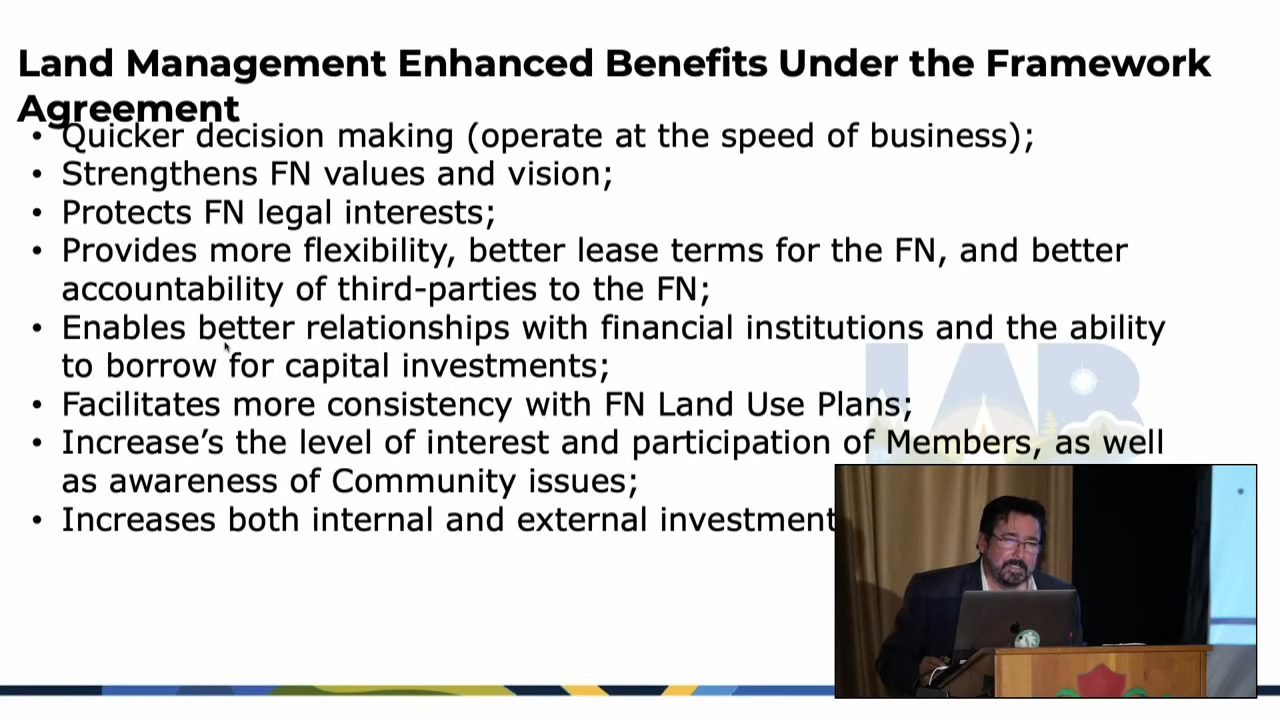 Land Management Enhanced Benefits Under the Framework
Agreement
• Quicker decision making (operate at the speed of business);
• Strengthens FN values and vision;
• Protects FN legal interests;
• Provides more flexibility, better lease terms for the FN, and better
accountability of third-parties to the FN;
• Enables better relationships with financial institutions and the ability
to borrow for capital investments;
• Facilitates more consistency with FN Land Use Plans;
• Increase’s the level of interest and participation of Members, as well
as awareness of Community issues;
• Increases both internal and external investment
LAB